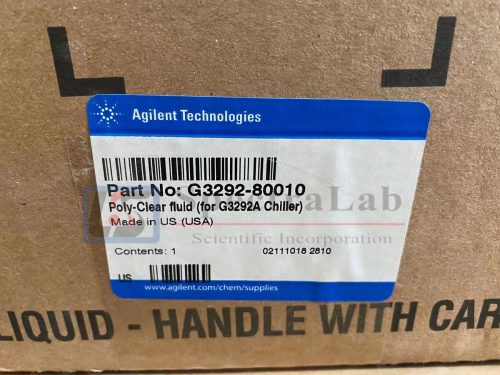 Agilent Technologies
Part No: G3292-80010
Poly-Clear fluid (for G3292A Chiller)
Made in US (USA)
Scientific Incorporation
Contents: 1 02111018 2810
US
www.agilent.com/chem/supplies
LIQUID - HANDLE WITH CAR